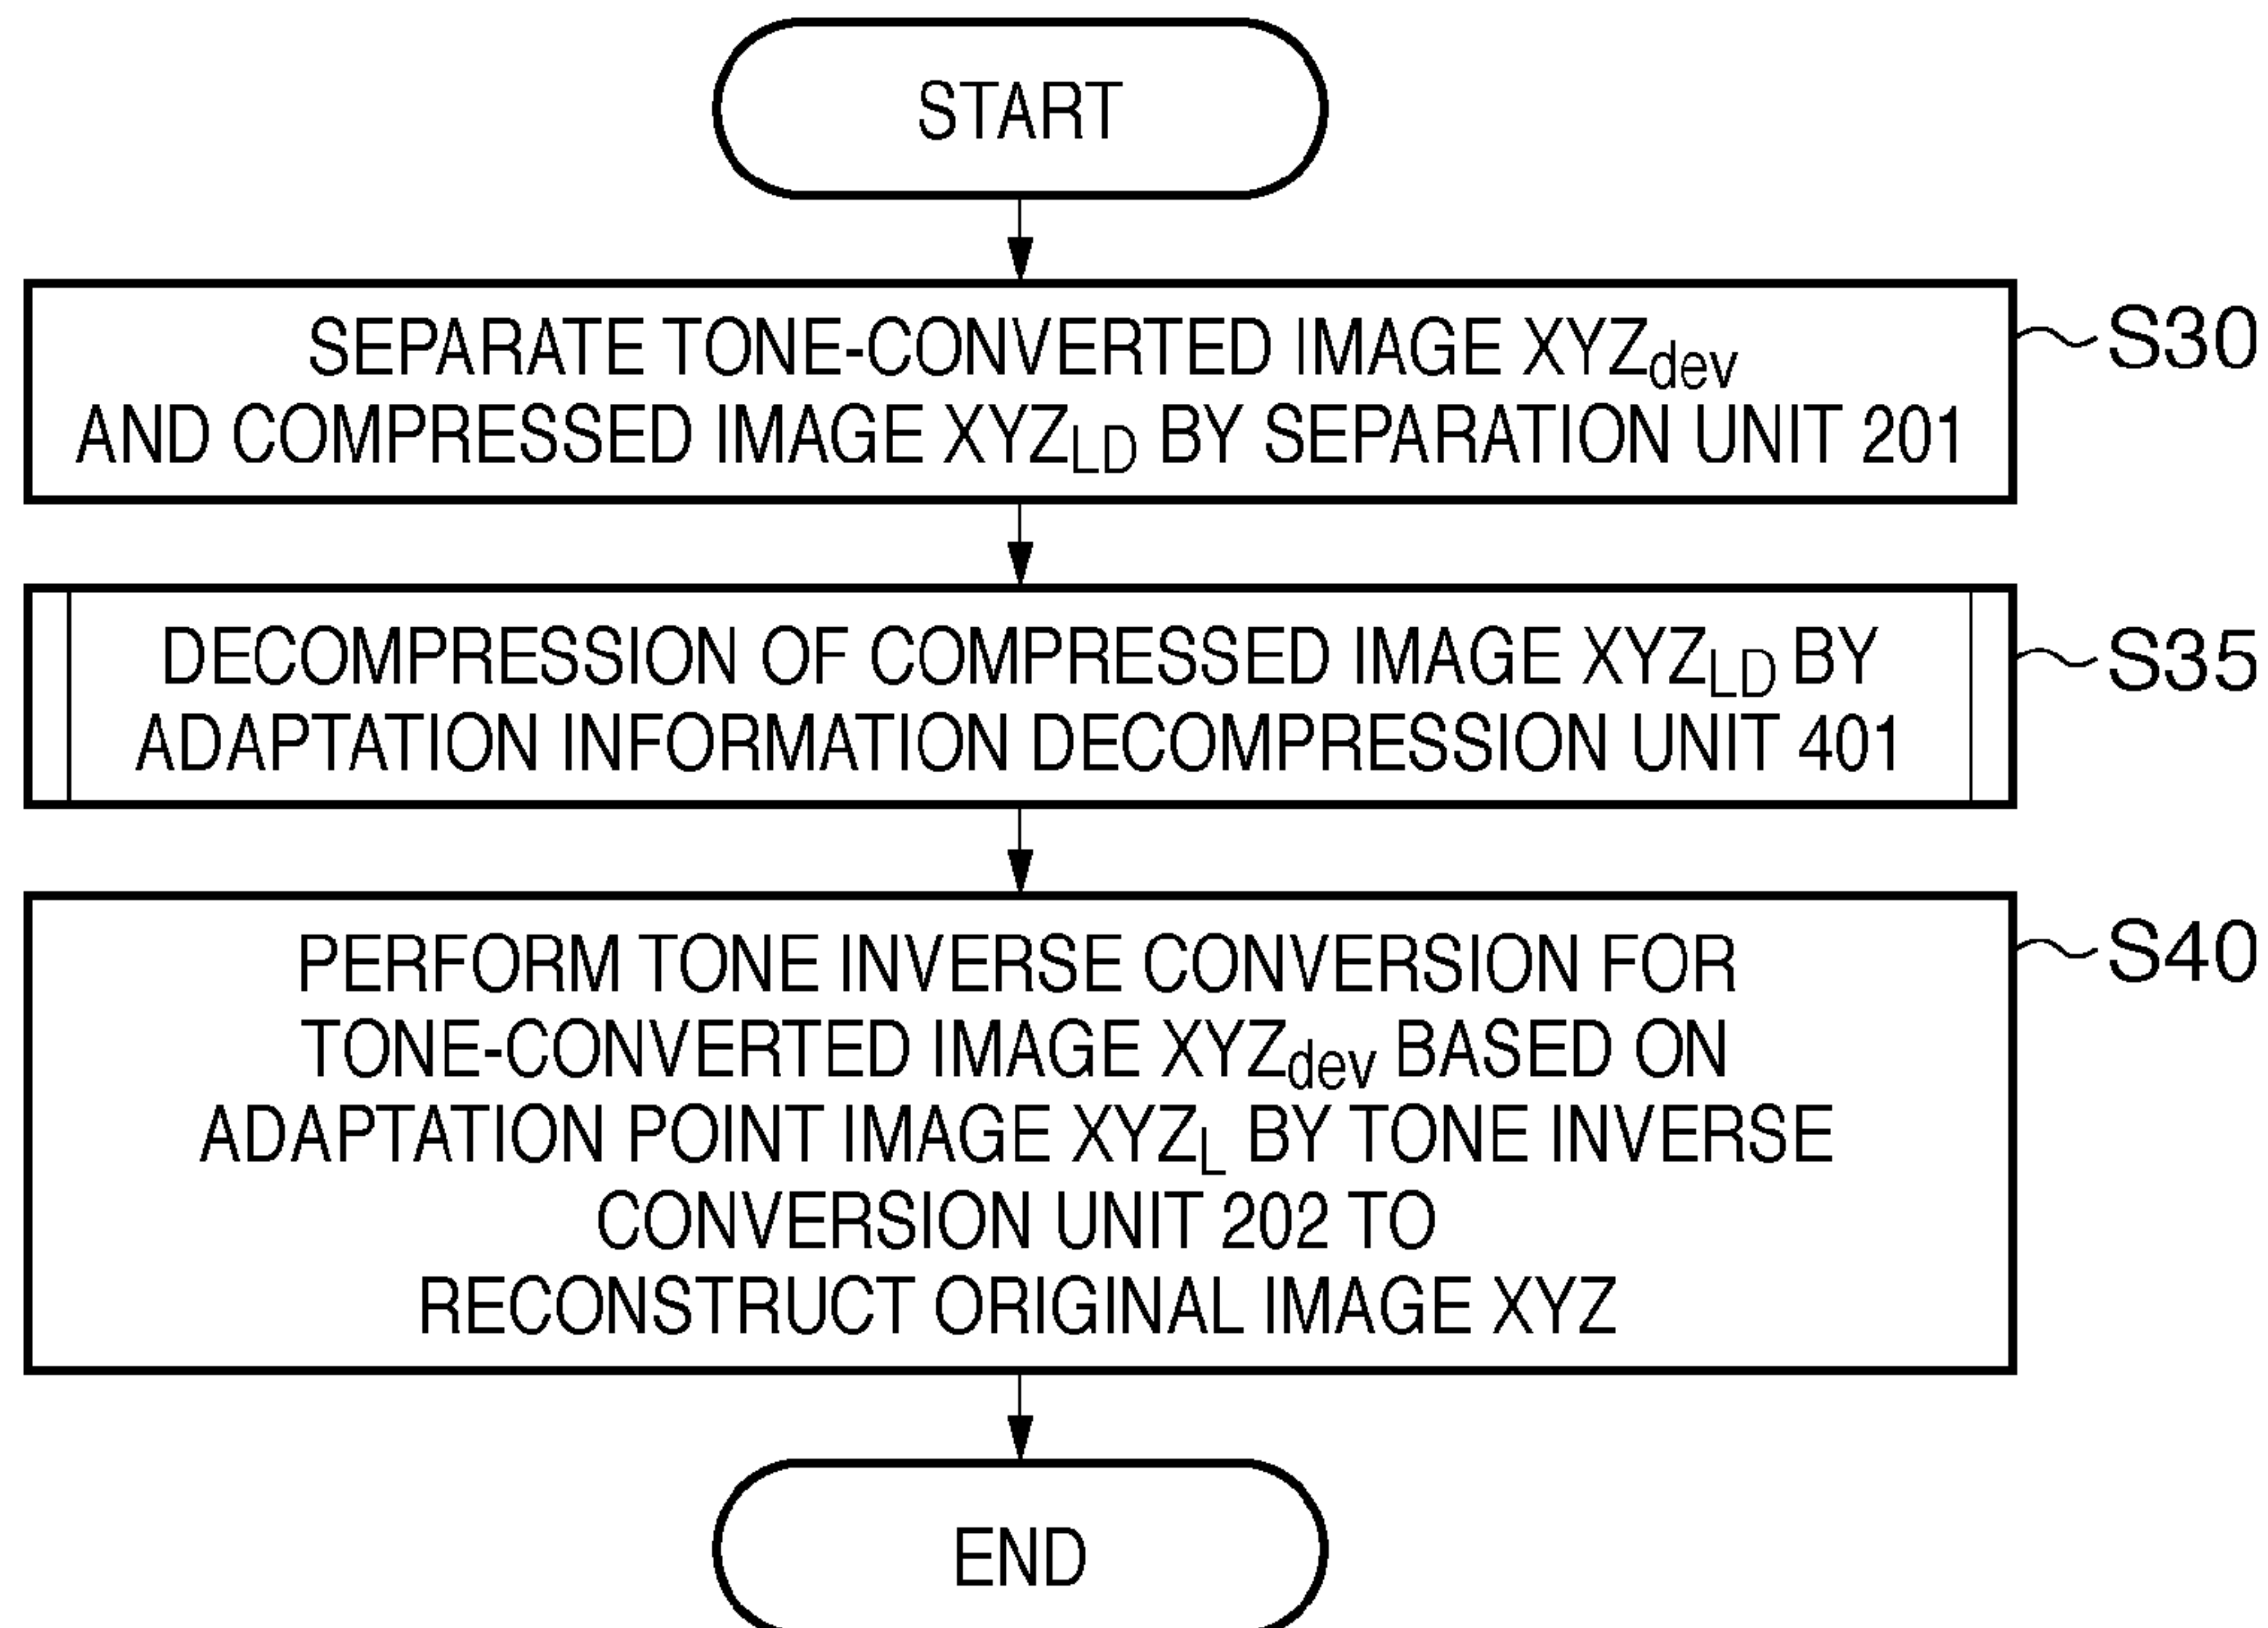 START
SEPARATE TONE-CONVERTED IMAGE XYZdev
AND COMPRESSED IMAGE XYZLD BY SEPARATION UNIT 201
S30
DECOMPRESSION OF COMPRESSED IMAGE XYZLD BY
ADAPTATION INFORMATION DECOMPRESSION UNIT 401
S35
PERFORM TONE INVERSE CONVERSION FOR
TONE-CONVERTED IMAGE XYZdev BASED ON
ADAPTATION POINT IMAGE XYZL BY TONE INVERSE
CONVERSION UNIT 202 TO
RECONSTRUCT ORIGINAL IMAGE XYZ
S40
END